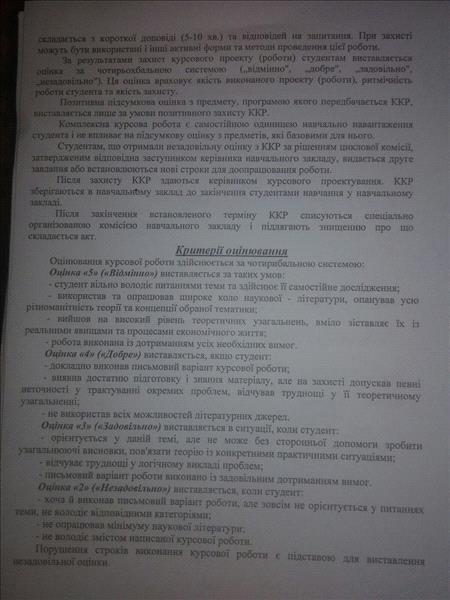 складається з короткої доповіді (5-10 хв.) та відповідей на запитання. При захисті
можуть бути використані і інші активні форми та методи проведення цієї роботи.
За результатами захист курсового проекту (роботи) студентам виставляється
оцінка за чотирьохбальною системою („відмінно", „добре", „задовільно",
„незадовільно"). Ця оцінка враховує якість виконаного проекту (роботи), ритмічність
роботи студента та якість захисту.
Позитивна підсумкова оцінка з предмету, програмою якого передбачається ККР,
виставляється лише за умови позитивного захисту ККР.
Комплексна курсова робота є самостійною одиницею навчально навантаження
студента і не впливає на підсумкову оцінку з предметів, які базовими для нього.
Студентам, що отримали незадовільну оцінку з ККР за рішенням циклової комісії,
затвердженим відповідна заступником керівника навчального закладу, видається друге
завдання або встановлюються нові строки для доопрацювання роботи.
Після захисту ККР здаються керівником курсового проектування. ККР
зберігаються в навчальному заклад до закінчення студентами навчання у навчальному
закладі.
Після закінчення встановленого терміну ККР списуються спеціально
організованою комісією навчального закладу і підлягають знищенню про що
складається акт.
Критерії оцінювання
Оцінювання курсової роботи здійснюється за чотирибальною системою:
Оцінка «5» («Відмінно») виставляється за таких умов:
- студент вільно володіє питаннями теми та здійснює її самостійне дослідження;
- використав та опрацював широке коло наукової - літератури, опанував усю
різноманітність теорії та концепції обраної тематики;
- вийшов на високий рівень теоретичних узагальнень, вміло зіставляє їх із
реальними явищами та процесами економічного життя;
- робота виконана із дотриманням усіх необхідних вимог.
Оцінка «4» («Добре») виставляється, якщо студент:
- докладно виконав письмовий варіант курсової роботи;
- виявив достатню підготовку і знання матеріалу, але на захисті допускав певні
неточності у трактуванні окремих проблем, відчував труднощі у її теоретичному
узагальненні;
- не використав всіх можливостей літературних джерел.
Оцінка «3» («Задовільно») виставляється в ситуації, коли студент:
- орієнтується у даній темі, але не може без сторонньої допомоги зробити
узагальнюючі висновки, пов'язати теорію із конкретними практичними ситуаціями;
- відчуває труднощі у логічному викладі проблем;
- письмовий варіант роботи виконано із задовільним дотриманням вимог.
Оцінка «2» («Незадовільно») виставляється, коли студент:
- хоча й виконав письмовий варіант роботи, але зовсім не орієнтується у питаннях
теми, не володіє відповідними категоріями;
- не опрацював мінімуму наукової літератури;
- не володіє змістом написаної курсової роботи.
Порушення строків виконання курсової роботи є підставою для виставлення
незадовільної оцінки.